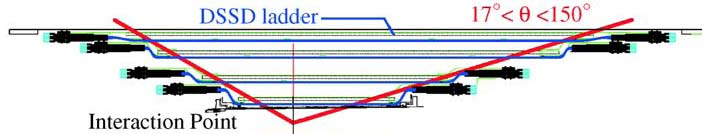 DSSD ladder
17°< θ <150°
Interaction Point